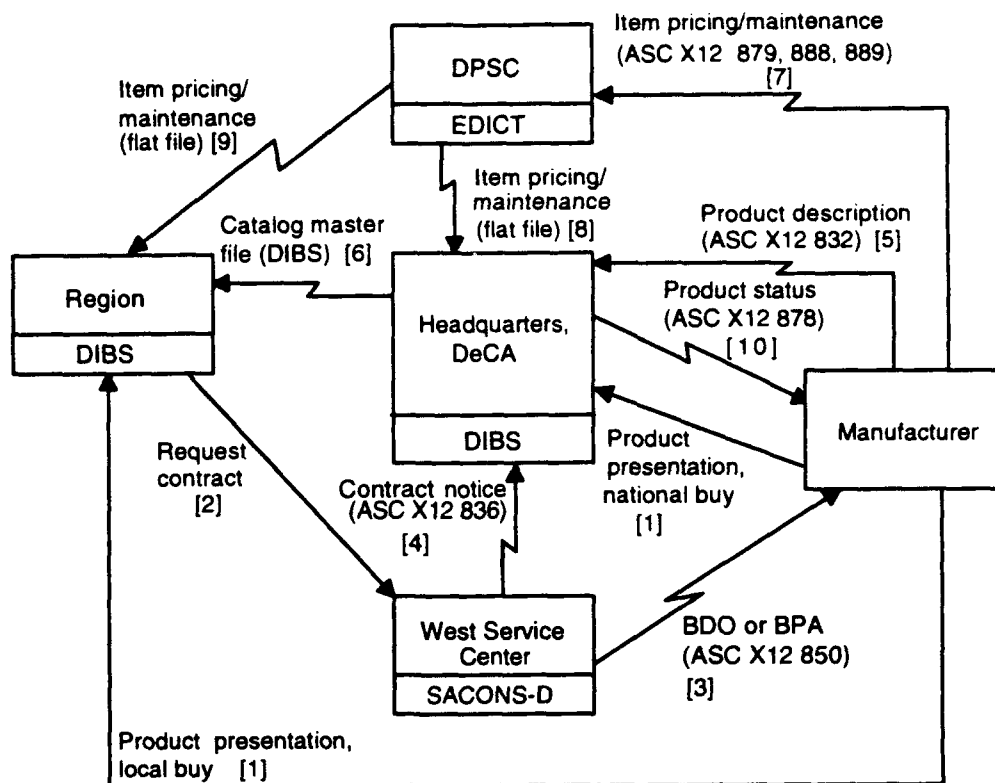 Item pricing/maintenance
(ASC X12 879, 888, 889)
[7]
DPSC
EDICT
Item pricing/
maintenance
(flat file) [9]
Item pricing/
maintenance
(flat file) [8]
Product description
(ASC X12 832) [5]
Catalog master
file (DIBS) [6]
Region
DIBS
Headquarters,
DeCA
DIBS
Product status
(ASC X12 878)
[10]
Manufacturer
Product
presentation,
national buy
[1]
Request
contract
[2]
Contract notice
(ASC X12 836)
[4]
West Service
Center
SACONS-D
BDO or BPA
(ASC X12 850)
[3]
Product presentation,
local buy [1]